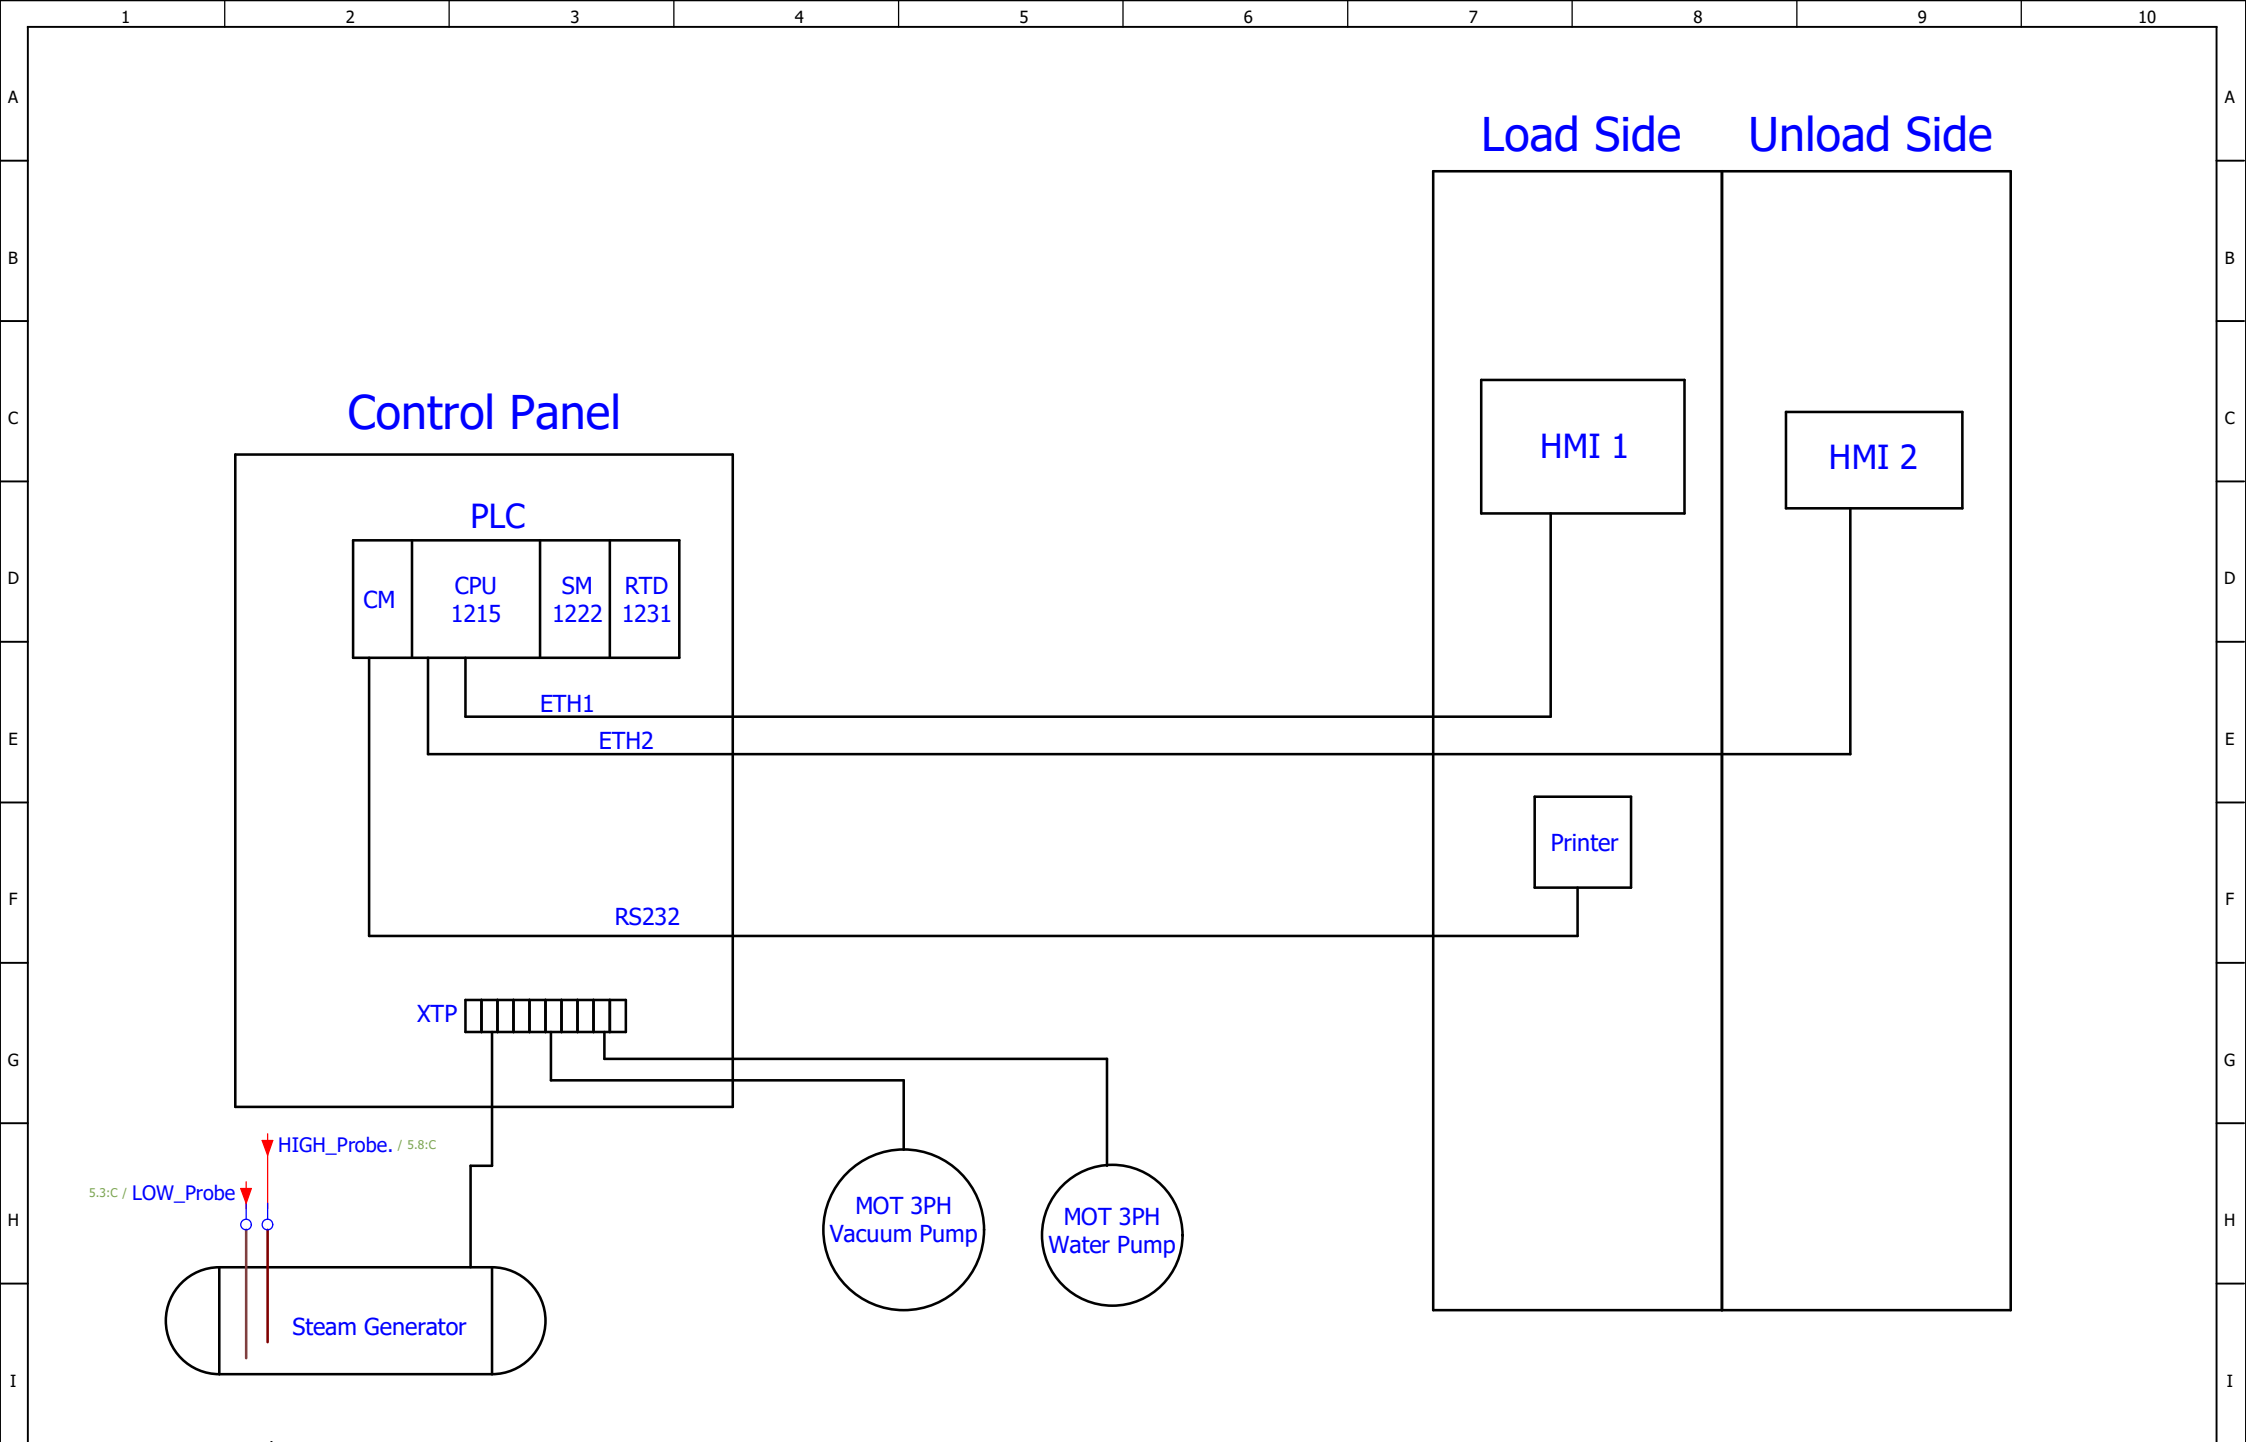 1 2 3 4 5 6 7 8 9 10
A A
Load Side Unload Side
B B
Control Panel
C C
HMI 1
HMI 2
PLC
D D
CM
CPU
1215
SM
1222
RTD
1231
ETH1
ETH2
E E
Printer
F F
RS232
XTP
G G
HIGH_Probe. / 5.8:C
5.3:C / LOW_Probe
H H
MOT 3PH
Vacuum Pump
MOT 3PH
Water Pump
Steam Generator
I I